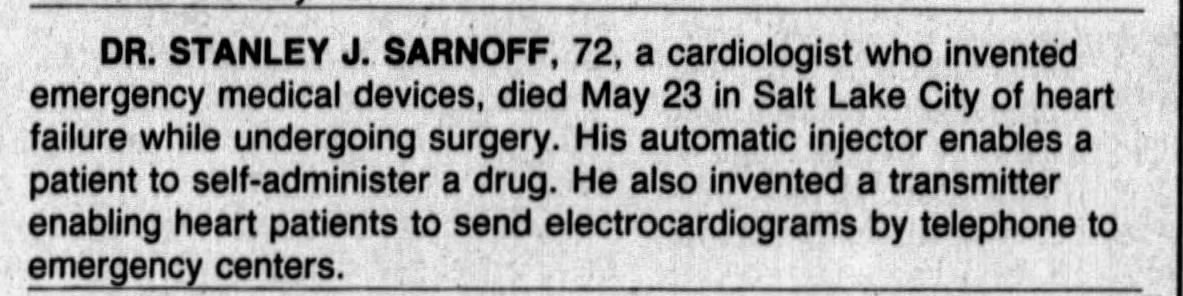 DR. STANLEY J. SARNOFF, 72, a cardiologist who invented
emergency medical devices, died May 23 in Salt Lake City of heart
failure while undergoing surgery. His automatic injector enables a
patient to self-administer a drug. He also invented a transmitter
enabling heart patients to send electrocardiograms by telephone to
emergency centers.